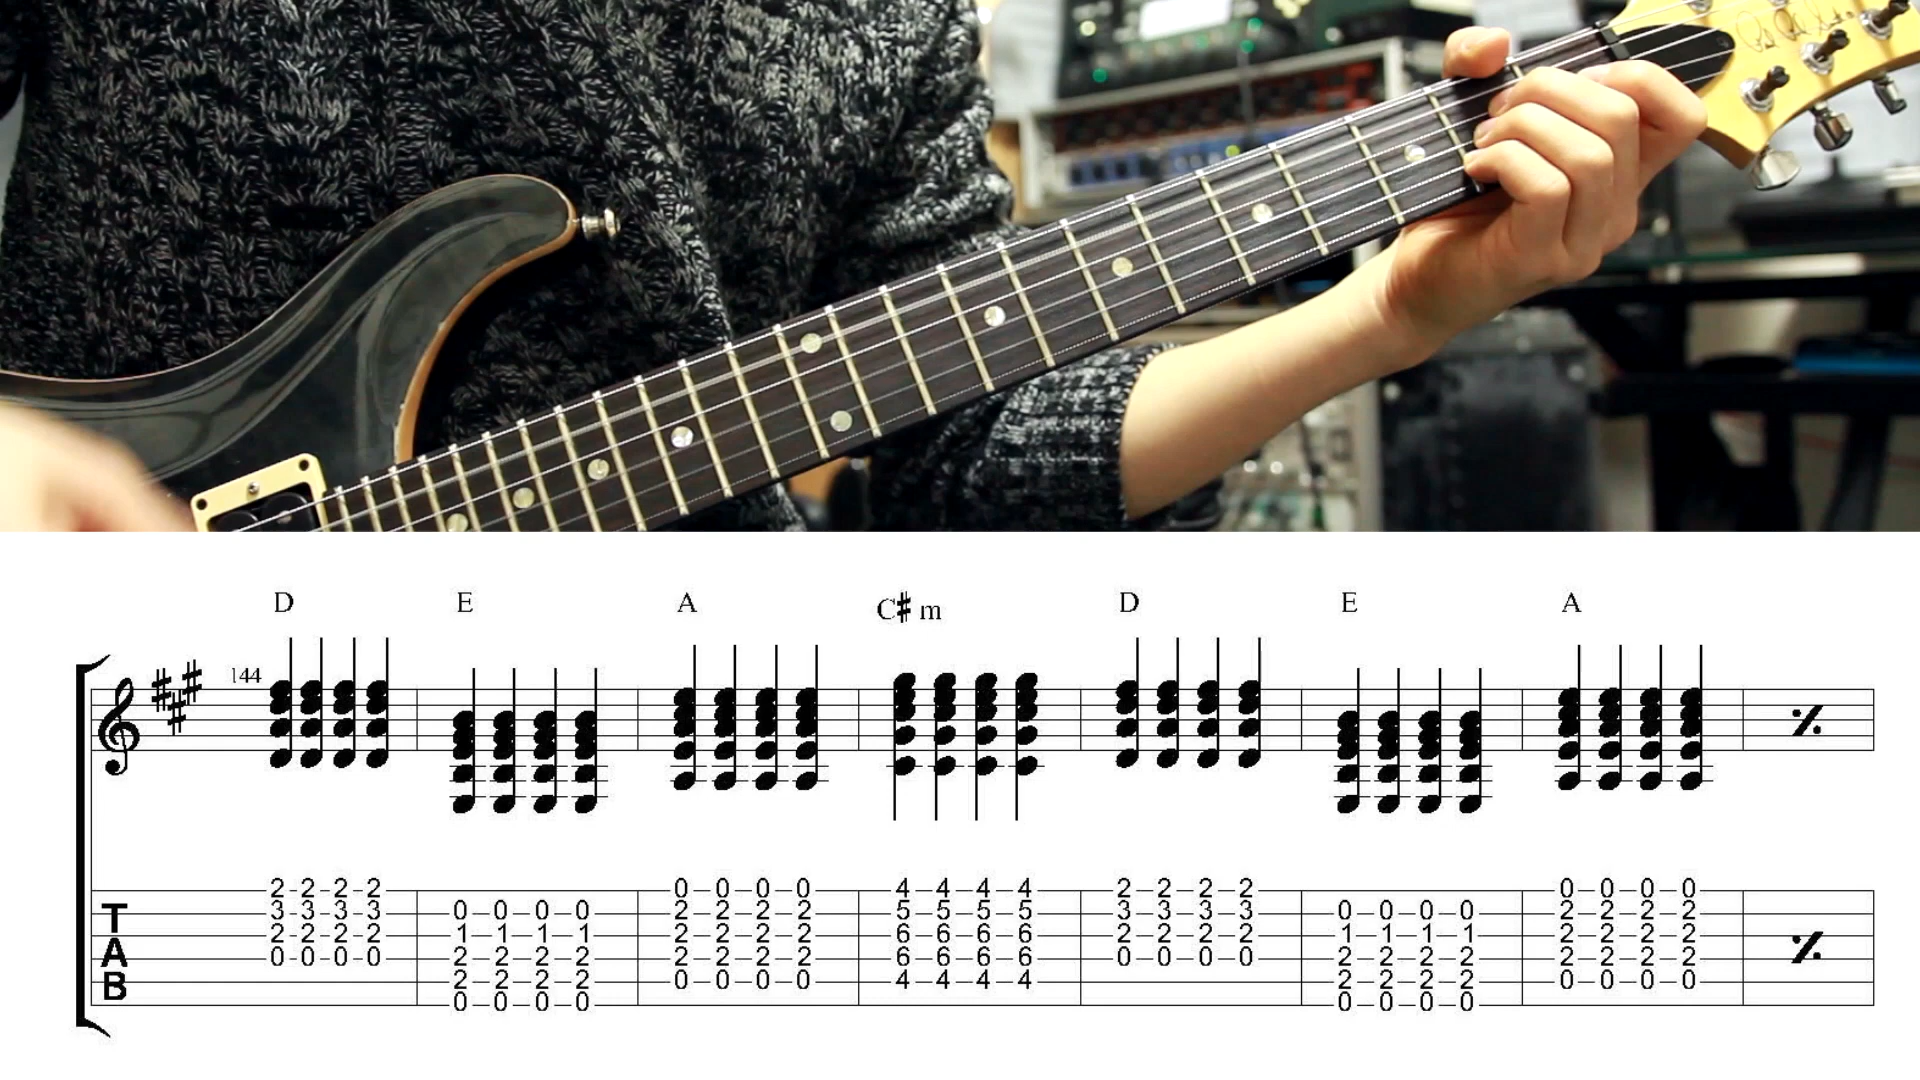 D E A C♯m D E A
144
2-2-2-2 0-0-0-0 4-4-4-4 2-2-2-2 0-0-0-0
T 3-3-3-3 0-0-0-0 2-2-2-2 5-5-5-5 3-3-3-3 0-0-0-0 2-2-2-2
2-2-2-2 1-1-1-1 2-2-2-2 6-6-6-6 2-2-2-2 1-1-1-1 2-2-2-2
A 0-0-0-0 2-2-2-2 2-2-2-2 6-6-6-6 0-0-0-0 2-2-2-2 2-2-2-2
B 2-2-2-2 0-0-0-0 4-4-4-4 2-2-2-2 0-0-0-0
0-0-0-0 0-0-0-0